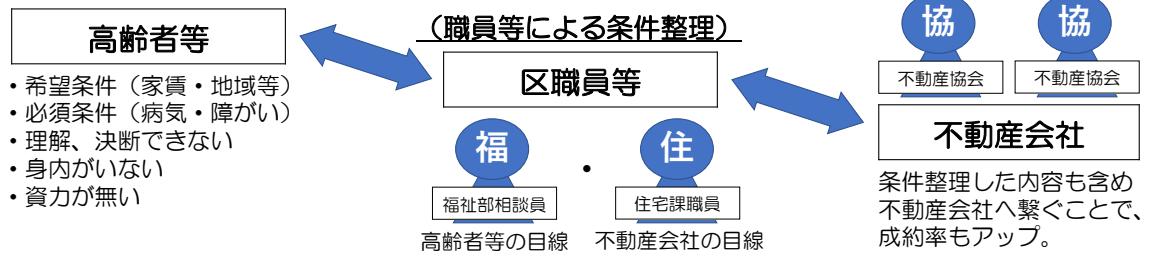 高齢者等
・希望条件（家賃・地域等）
・必須条件（病気・障がい）
・理解、決断できない
・身内がいない
・資力が無い
（職員等による条件整理）
区職員等
福
・
住
福祉部相談員
住宅課職員
高齢者等の目線
不動産会社の目線
協
協
不動産協会
不動産協会
不動産会社
条件整理した内容も含め
不動産会社へ繋ぐことで、
成約率もアップ。